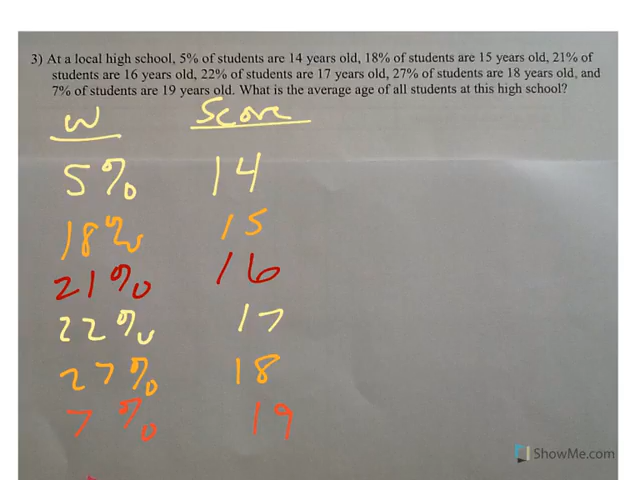 3) At a local high school, 5% of students are 14 years old, 18% of students are 15 years old, 21% of
students are 16 years old, 22% of students are 17 years old, 27% of students are 18 years old, and
7% of students are 19 years old. What is the average age of all students at this high school?
W Score
5% 14
18% 15
21% 16
22% 17
27% 18
7% 19
ShowMe.com